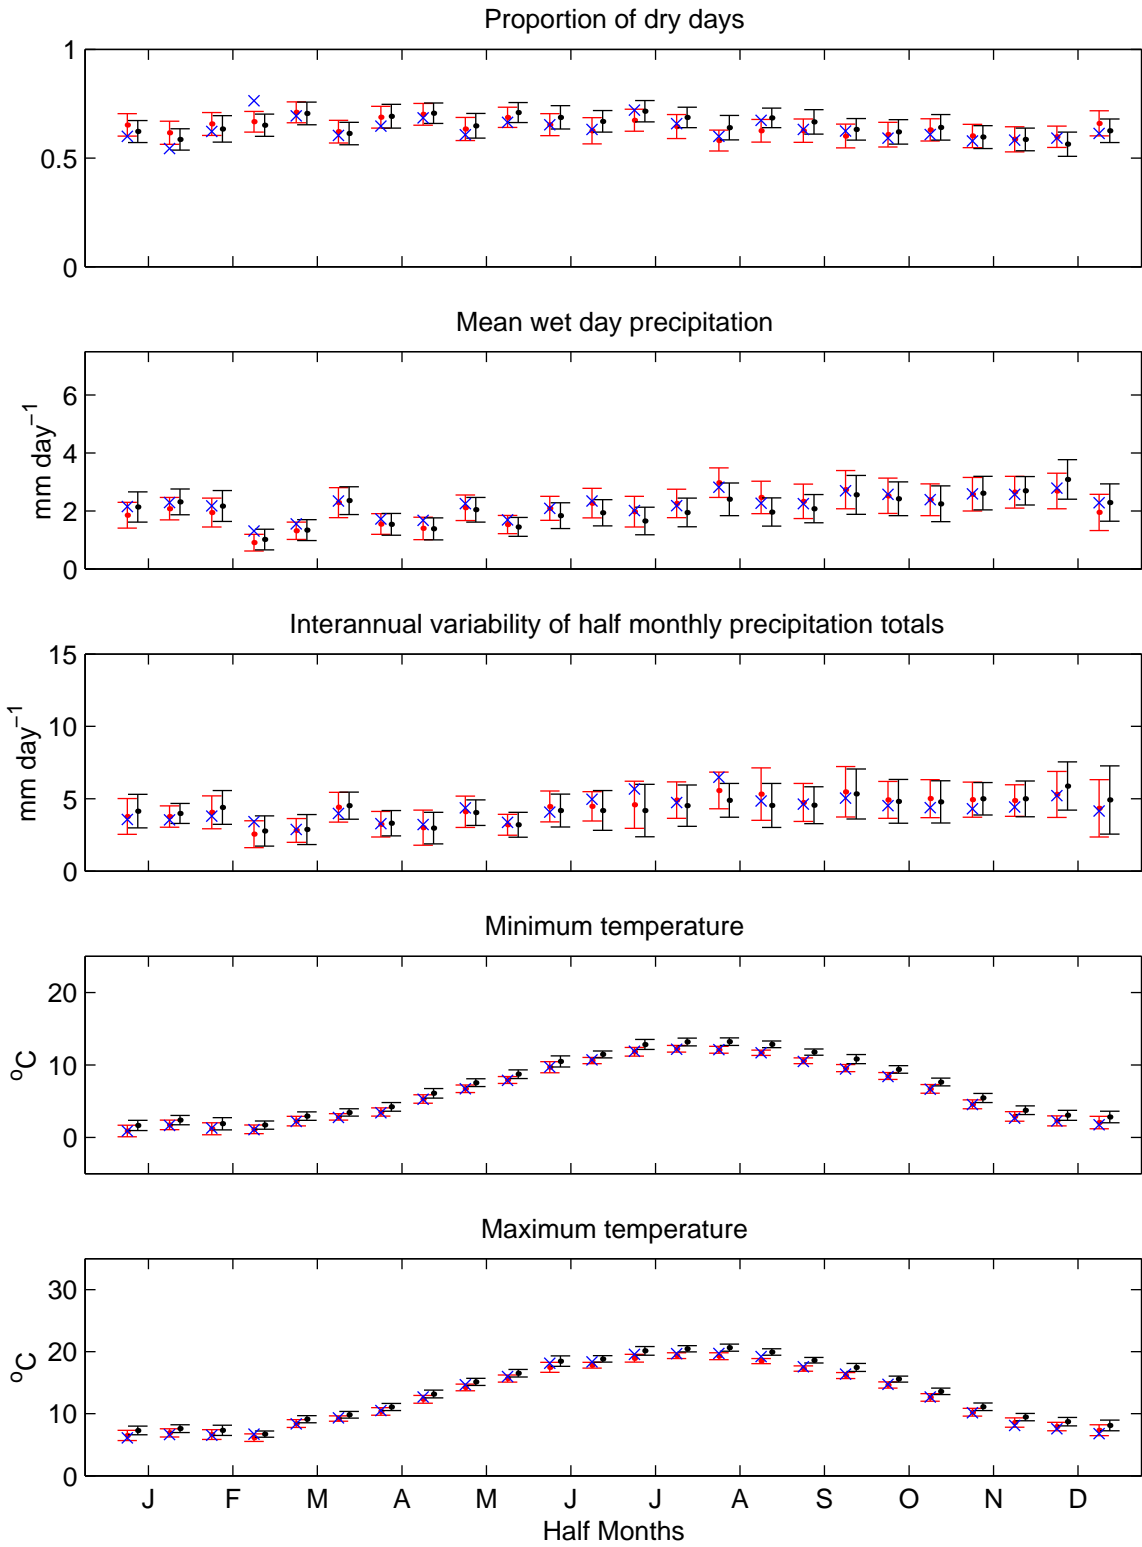 Proportion of dry days
1
0.5
0
Mean wet day precipitation
mm day⁻¹
6
4
2
0
Interannual variability of half monthly precipitation totals
mm day⁻¹
15
10
5
0
Minimum temperature
°C
20
10
0
Maximum temperature
°C
30
20
10
0
J F M A M J J A S O N D
Half Months